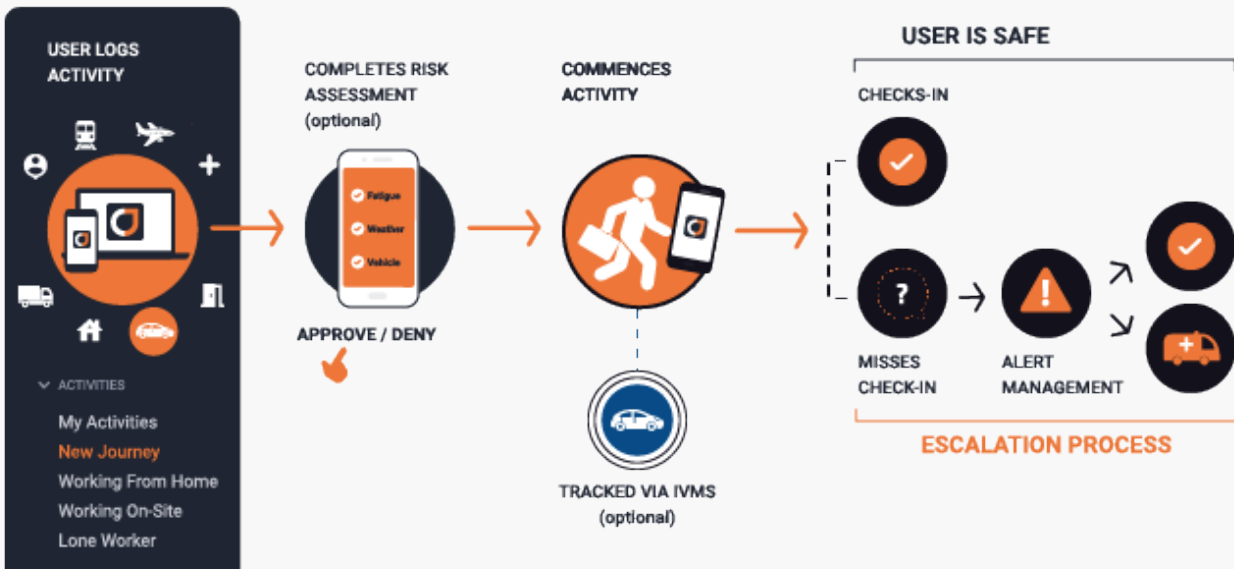 USER LOGS
ACTIVITY
ACTIVITIES
My Activities
New Journey
Working From Home
Working On-Site
Lone Worker
COMPLETES RISK
ASSESSMENT
(optional)
Fatigue
Weather
Vehicle
APPROVE / DENY
COMMENCES
ACTIVITY
TRACKED VIA IVMS
(optional)
USER IS SAFE
CHECKS-IN
?
MISSES
CHECK-IN
!
ALERT
MANAGEMENT
ESCALATION PROCESS